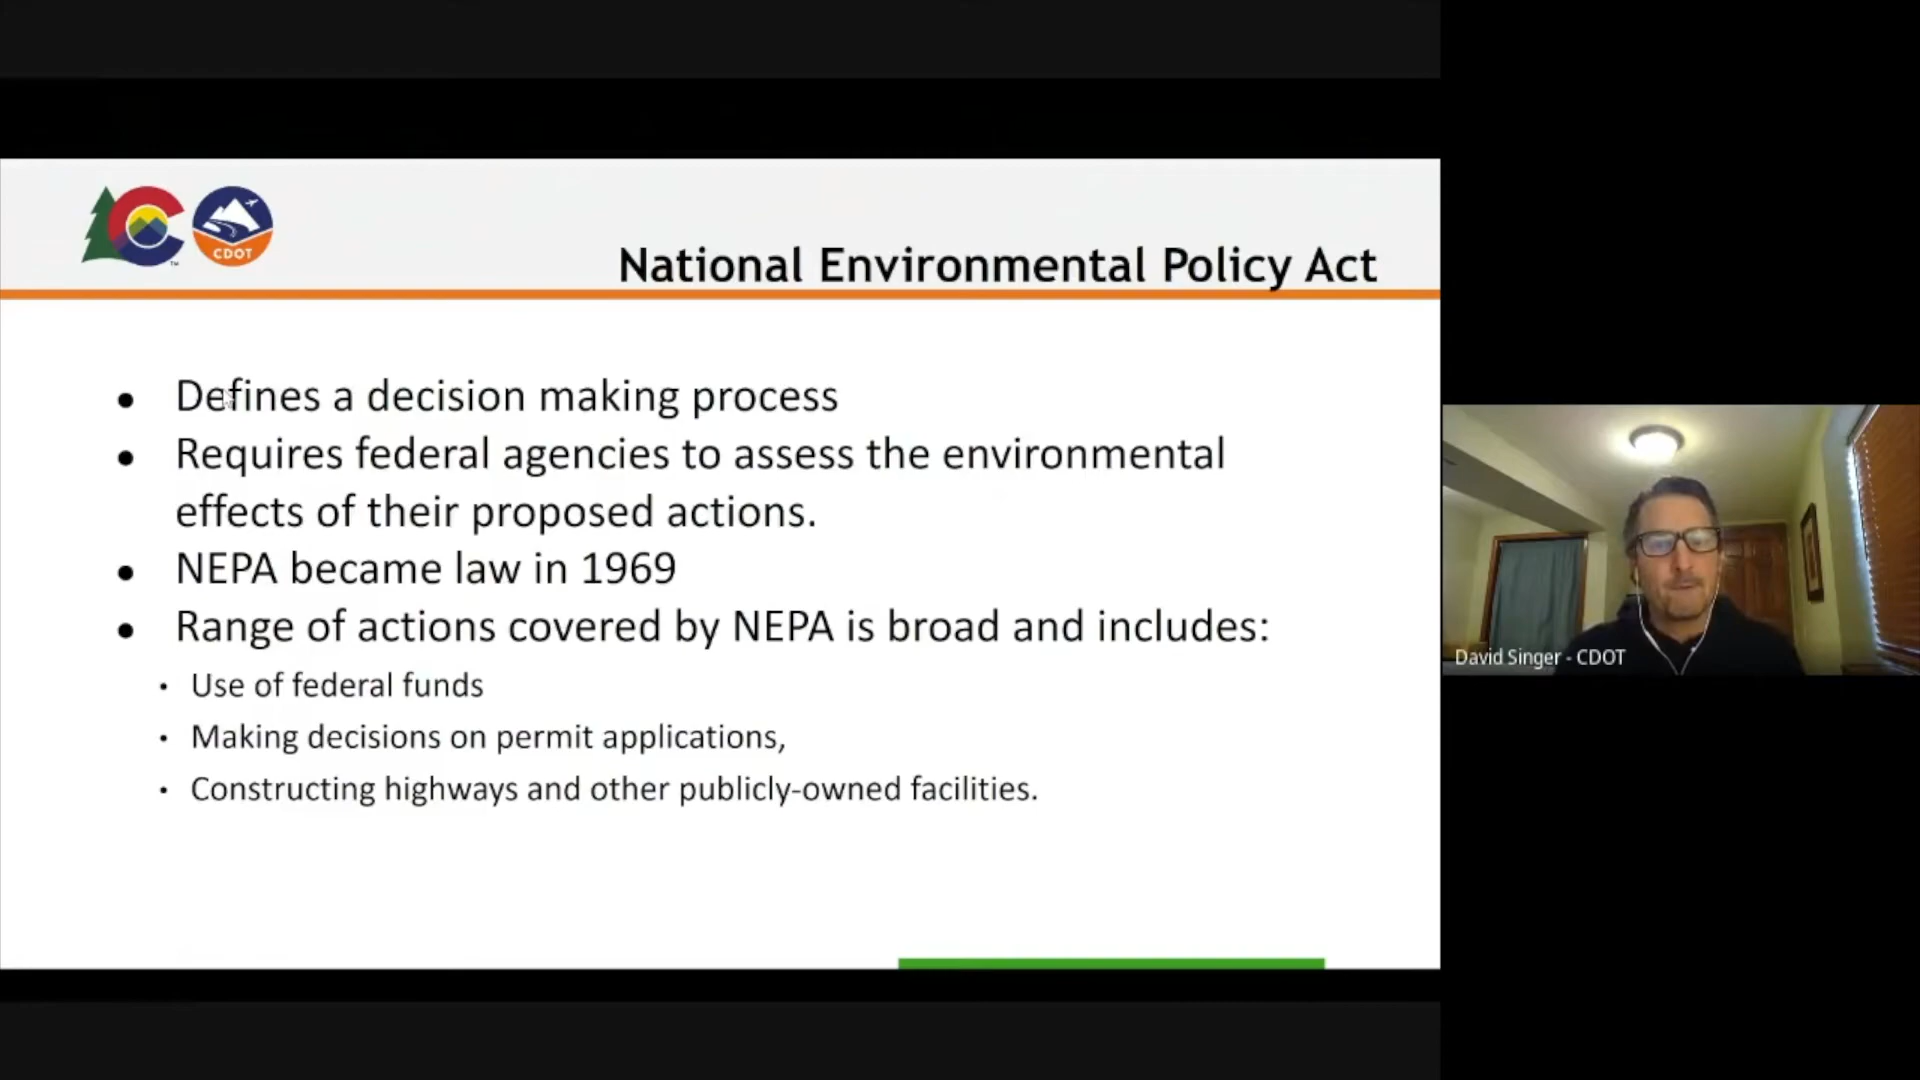 CDOT
National Environmental Policy Act
• Defines a decision making process
• Requires federal agencies to assess the environmental
effects of their proposed actions.
• NEPA became law in 1969
• Range of actions covered by NEPA is broad and includes:
• Use of federal funds
• Making decisions on permit applications,
• Constructing highways and other publicly-owned facilities.
David Singer - CDOT